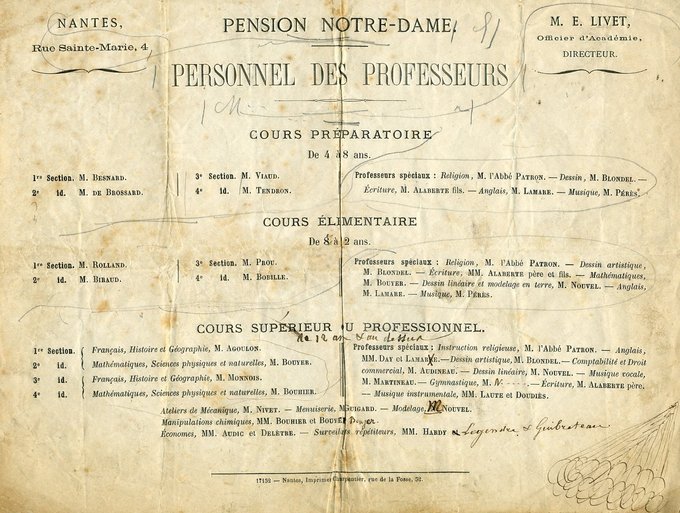 NANTES,
Rue Sainte-Marie, 4
PENSION NOTRE-DAME.
M. E. LIVET,
Officier d'Académie,
DIRECTEUR.
PERSONNEL DES PROFESSEURS
COURS PRÉPARATOIRE
De 4 à 8 ans.
1re Section. M. BESNARD.
2e id. M. DE BROSSARD.
3e Section. M. VIAUD.
4e id. M. TENDRON.
Professeurs spéciaux : Religion, M. l'Abbé PATRON. — Dessin, M. BLONDEL. —
Écriture, M. ALABERTE fils. — Anglais, M. LAMARE. — Musique, M. PÉRÈS.
COURS ÉLIMENTAIRE
De 8 à 12 ans.
1re Section. M. ROLLAND.
2e id. M. BIRAUD.
3e Section. M. PROU.
4e id. M. BORILLE.
Professeurs spéciaux : Religion, M. l'Abbé PATRON. — Dessin artistique,
M. BLONDEL. — Écriture, MM. ALABERTE père et fils. — Mathématiques,
M. BOUYER. — Dessin linéaire et modelage en terre, M. NOUVEL. — Anglais,
M. LAMARE. — Musique, M. PÉRÈS.
COURS SUPÉRIEUR OU PROFESSIONNEL.
de 12 an & au dessus
1re Section Français, Histoire et Géographie, M. AGOULON.
2e id. Mathématiques, Sciences physiques et naturelles, M. BOUYER.
3e id. Français, Histoire et Géographie, M. MONNOIS.
4e id. Mathématiques, Sciences physiques et naturelles, M. BOUHIER.
Professeurs spéciaux : Instruction religieuse, M. l'Abbé PATRON. — Anglais,
MM. DAY et LAMARRE. — Dessin artistique, M. BLONDEL. — Comptabilité et Droit
commercial, M. AUDINEAU. — Dessin linéaire, M. NOUVEL. — Musique vocale,
M. MARTINEAU. — Gymnastique, M. N····. — Écriture, M. ALABERTE père.
— Musique instrumentale, MM. LAUTE et DOUDIÈS.
Ateliers de Mécanique, M. NIVET. — Menuiserie, M. GUIGARD. — Modelage, M NOUVEL.
Manipulations chimiques, MM. BOUHIER et BOUYER
Économes, MM. AUDIC et DELÊTRE. — Surveillants répétiteurs, MM. HARDY & Legendre &
17152 — Nantes, Imprimerie Charpentier, rue de la Fosse, 32.